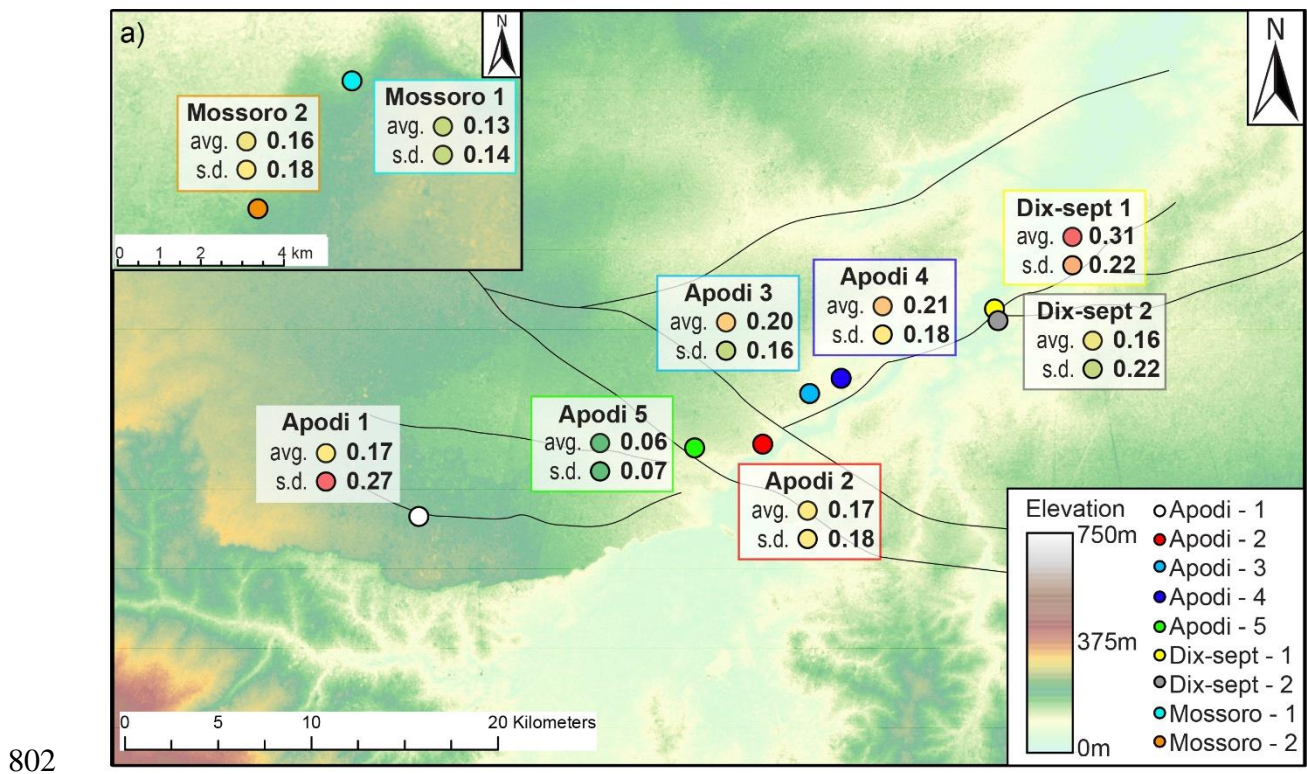 a)
N
Mossoro 1
avg. 0.13
s.d. 0.14
Mossoro 2
avg. 0.16
s.d. 0.18
0 1 2 4 km
N
Dix-sept 1
avg. 0.31
s.d. 0.22
Apodi 4
avg. 0.21
s.d. 0.18
Apodi 3
avg. 0.20
s.d. 0.16
Dix-sept 2
avg. 0.16
s.d. 0.22
Apodi 5
avg. 0.06
s.d. 0.07
Apodi 1
avg. 0.17
s.d. 0.27
Apodi 2
avg. 0.17
s.d. 0.18
Elevation
750m
375m
0m
Apodi - 1
Apodi - 2
Apodi - 3
Apodi - 4
Apodi - 5
Dix-sept - 1
Dix-sept - 2
Mossoro - 1
Mossoro - 2
0 5 10 20 Kilometers
802